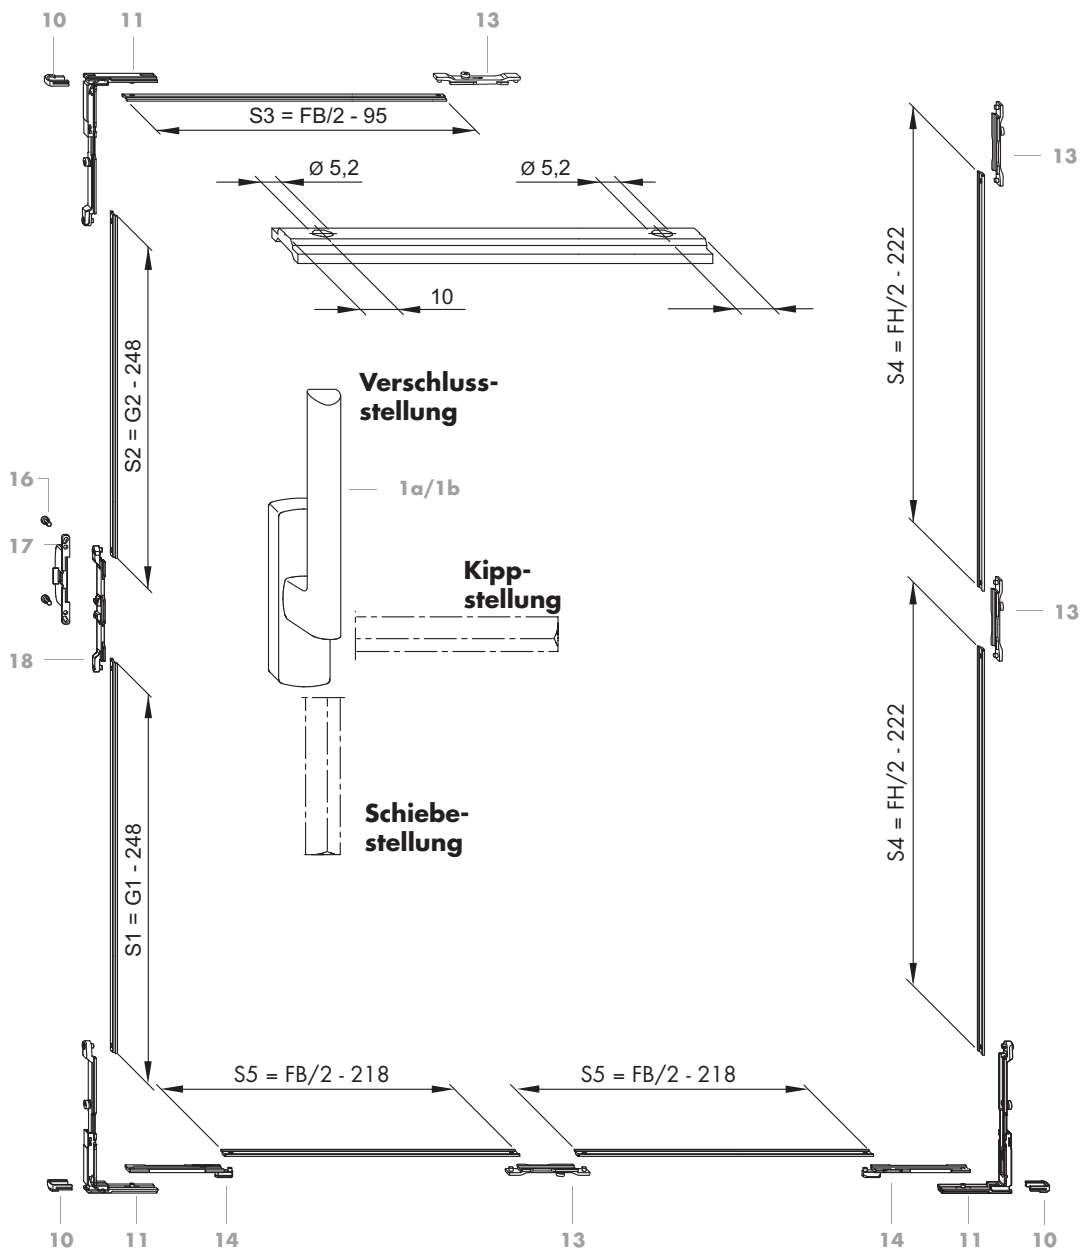 10
11
13
S3 = FB/2 - 95
13
Ø 5,2
Ø 5,2
10
S2 = G2 - 248
S4 = FH/2 - 222
Verschluss-
stellung
16
1a/1b
17
Kipp-
stellung
13
18
S1 = G1 - 248
S4 = FH/2 - 222
Schiebe-
stellung
S5 = FB/2 - 218
S5 = FB/2 - 218
10
11
14
13
14
11
10